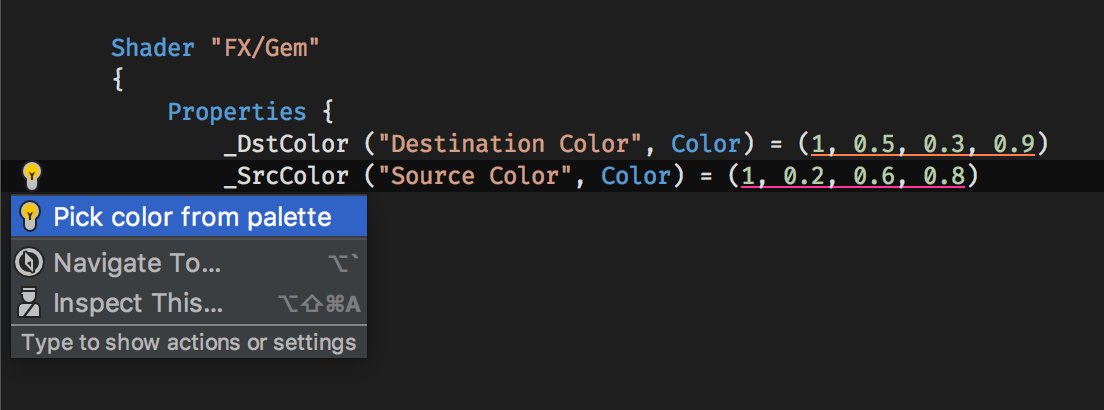 Shader "FX/Gem"
{
Properties {
_DstColor ("Destination Color", Color) = (1, 0.5, 0.3, 0.9)
_SrcColor ("Source Color", Color) = (1, 0.2, 0.6, 0.8)
Pick color from palette
Navigate To... ⌥`
Inspect This... ⌥⇧⌘A
Type to show actions or settings